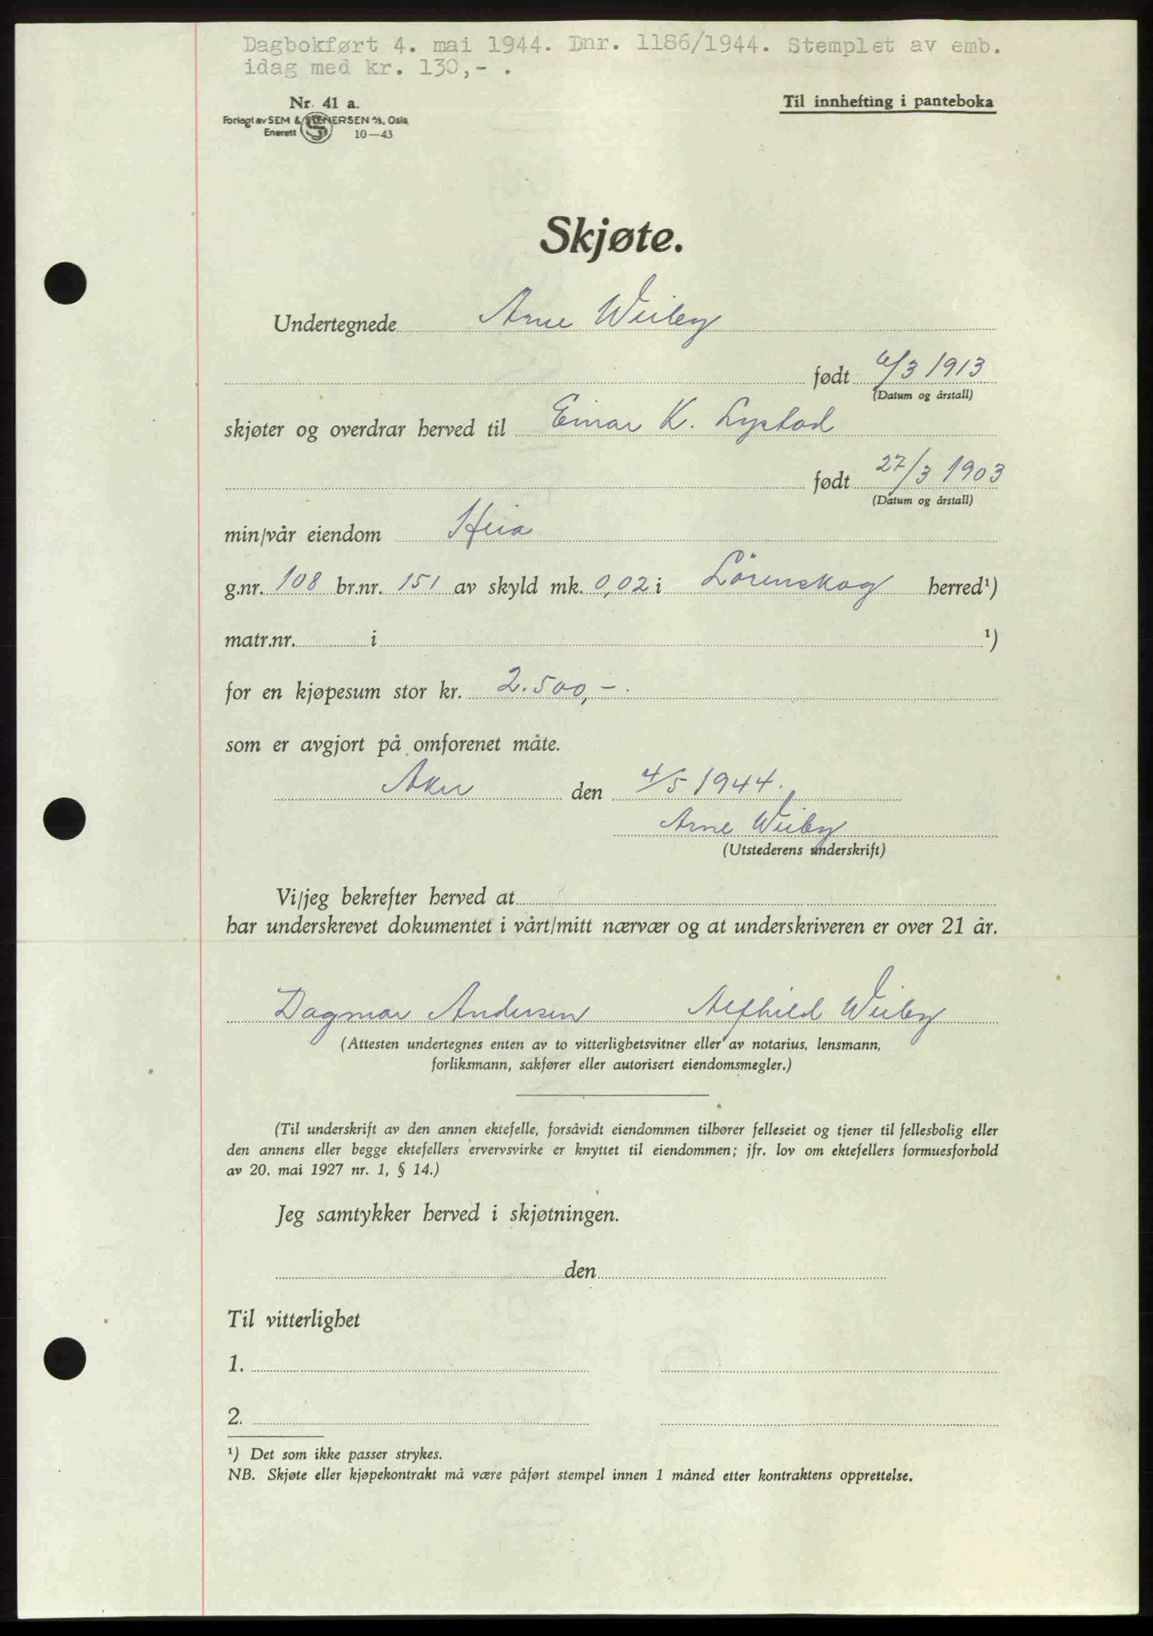 Dagbokført 4. mai 1944. Dnr. 1186/1944. Stemplet av emb.
idag med kr. 130,- .
Nr. 41 a.
Forlagt av SEM & STENERSEN A/S, Oslo
Enerett SS 10—43
Til innhefting i panteboka
Skjøte.
Undertegnede Arne Wiiby
født 6/3 1913
(Datum og årstall)
skjøter og overdrar herved til Einar K. Lystad
født 27/3 1903
(Datum og årstall)
min/vår eiendom Heia
g.nr. 108 br.nr. 151 av skyld mk. 0,02 i Lörenskog herred¹)
matr.nr. i ¹)
for en kjøpesum stor kr. 2.500,-.
som er avgjort på omforenet måte.
Aker den 4/5 1944.
Arne Wiiby
(Utstederens underskrift)
Vi/jeg bekrefter herved at
har underskrevet dokumentet i vårt/mitt nærvær og at underskriveren er over 21 år.
Dagmar Andersen Alfhild Wiiby
(Attesten undertegnes enten av to vitterlighetsvitner eller av notarius, lensmann,
forliksmann, sakfører eller autorisert eiendomsmegler.)
(Til underskrift av den annen ektefelle, forsåvidt eiendommen tilhører felleseiet og tjener til fellesbolig eller
den annens eller begge ektefellers ervervsvirke er knyttet til eiendommen; jfr. lov om ektefellers formuesforhold
av 20. mai 1927 nr. 1, § 14.)
Jeg samtykker herved i skjøtningen.
den
Til vitterlighet
1.
2.
¹) Det som ikke passer strykes.
NB. Skjøte eller kjøpekontrakt må være påført stempel innen 1 måned etter kontraktens opprettelse.